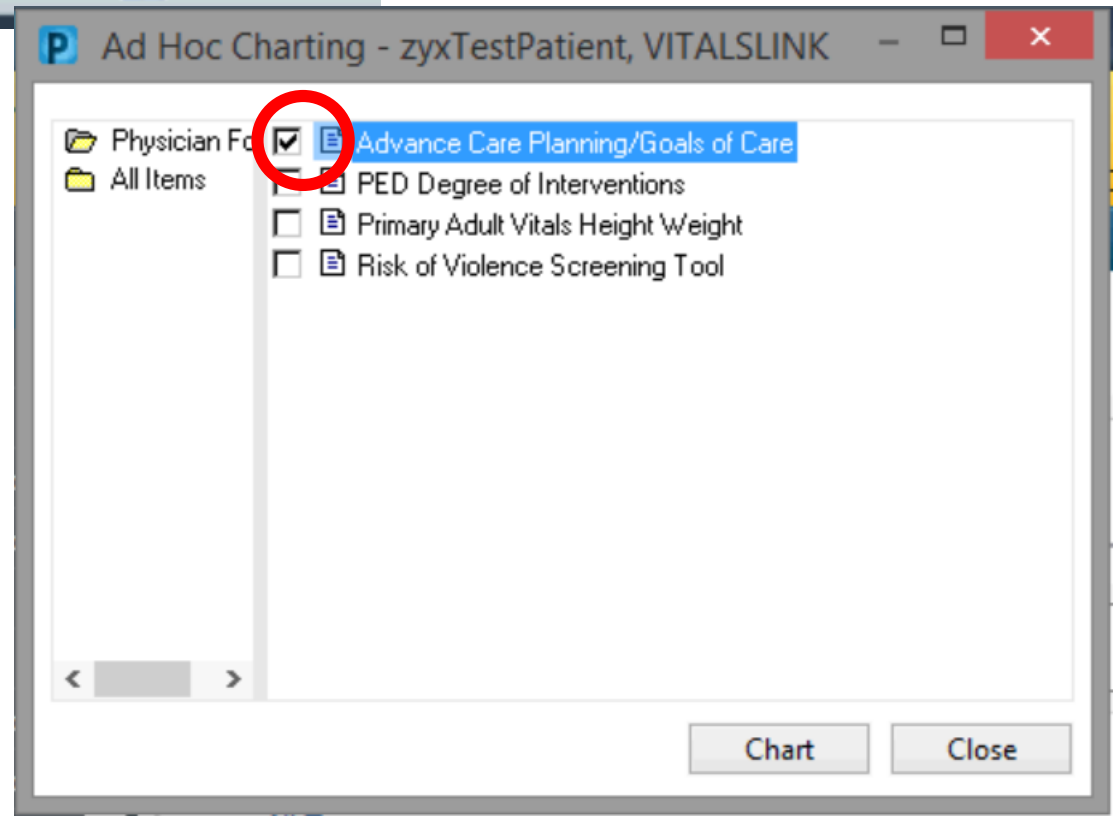 P Ad Hoc Charting - zyxTestPatient, VITALSLINK
Physician Fo
All Items
Advance Care Planning/Goals of Care
PED Degree of Interventions
Primary Adult Vitals Height Weight
Risk of Violence Screening Tool
Chart
Close